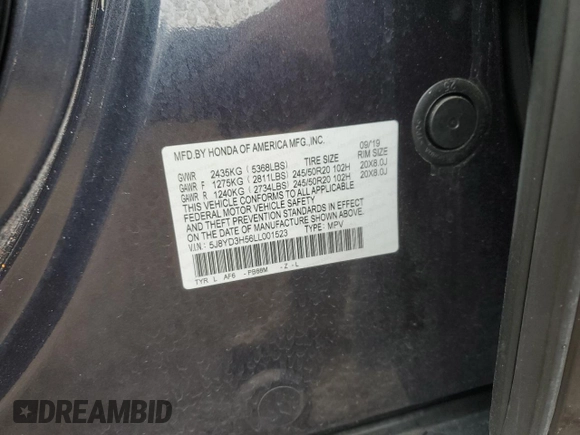 MFD.BY HONDA OF AMERICA MFG.,INC. 09/19
GVWR 2435KG ( 5368LBS) TIRE SIZE RIM SIZE
GAWR F 1275KG ( 2811LBS) 245/50R20 102H 20X8.0J
GAWR R 1240KG ( 2734LBS) 245/50R20 102H 20X8.0J
THIS VEHICLE CONFORMS TO ALL APPLICABLE
FEDERAL MOTOR VEHICLE SAFETY
AND THEFT PREVENTION STANDARDS IN EFFECT
ON THE DATE OF MANUFACTURE SHOWN ABOVE.
V.I.N.: 5J8YD3H56LL001523 TYPE: MPV
TYR L AF6 -PB88M -Z -L
DREAMBID